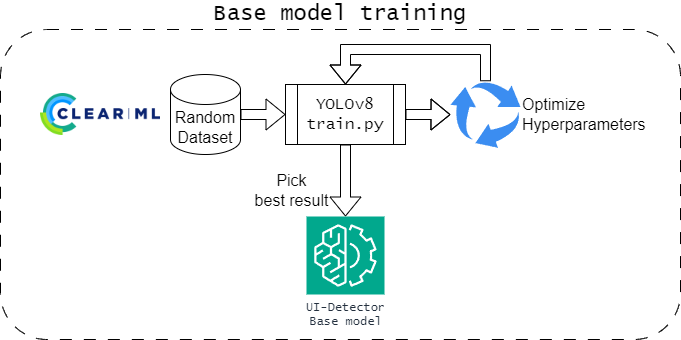 Base model training
CLEAR|ML
Random
Dataset
YOLOv8
train.py
Optimize
Hyperparameters
Pick
best result
UI-Detector
Base model